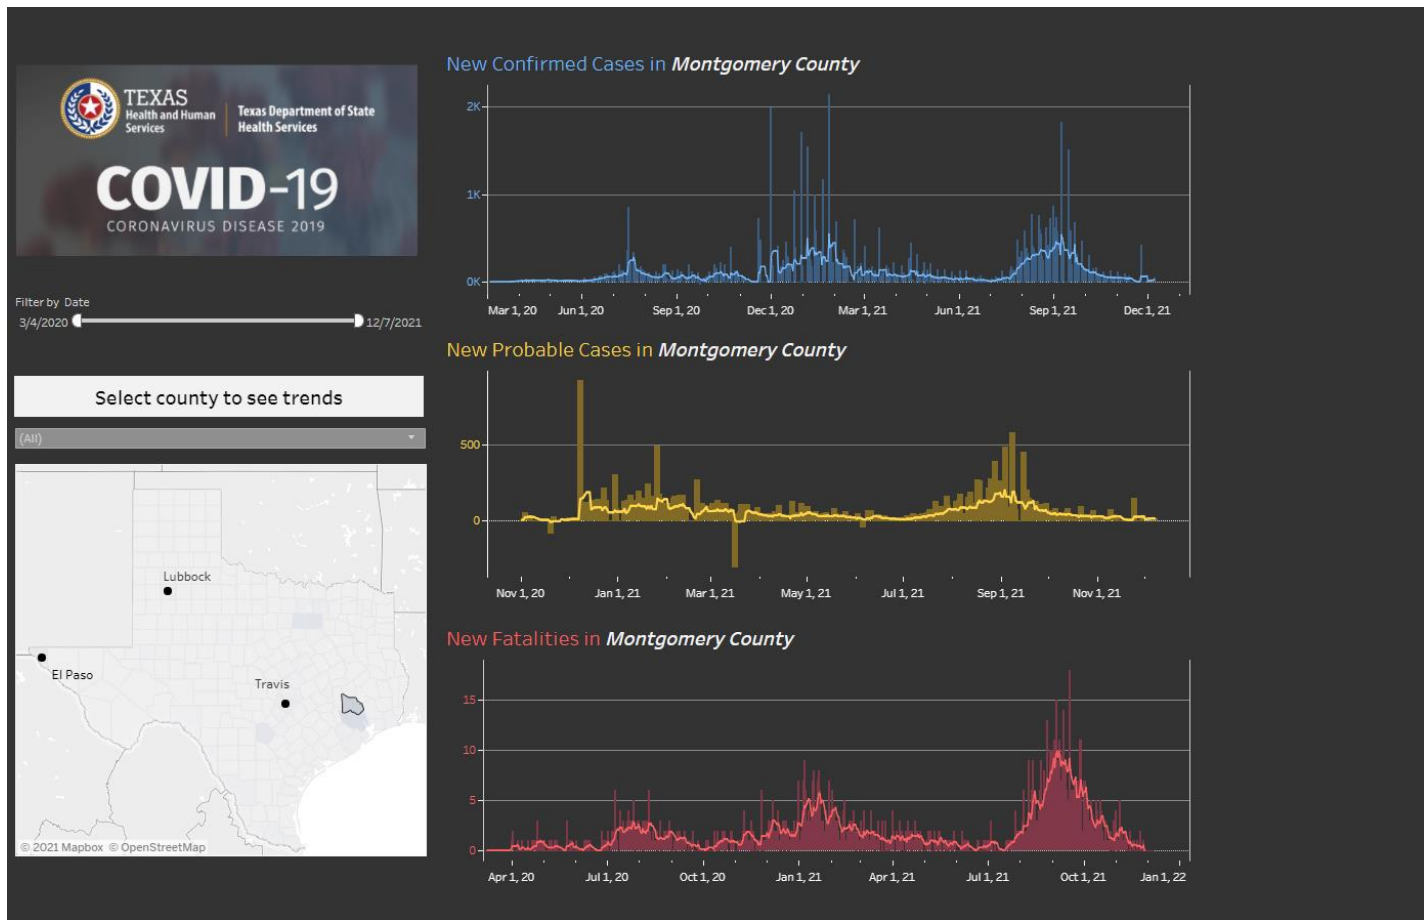 TEXAS
Health and Human
Services
Texas Department of State
Health Services
COVID-19
CORONAVIRUS DISEASE 2019
Filter by Date
3/4/2020
12/7/2021
Select county to see trends
(All)
Lubbock
El Paso
Travis
© 2021 Mapbox © OpenStreetMap
New Confirmed Cases in Montgomery County
2K
1K
0K
Mar 1, 20 Jun 1, 20 Sep 1, 20 Dec 1, 20 Mar 1, 21 Jun 1, 21 Sep 1, 21 Dec 1, 21
New Probable Cases in Montgomery County
500
0
Nov 1, 20 Jan 1, 21 Mar 1, 21 May 1, 21 Jul 1, 21 Sep 1, 21 Nov 1, 21
New Fatalities in Montgomery County
15
10
5
0
Apr 1, 20 Jul 1, 20 Oct 1, 20 Jan 1, 21 Apr 1, 21 Jul 1, 21 Oct 1, 21 Jan 1, 22